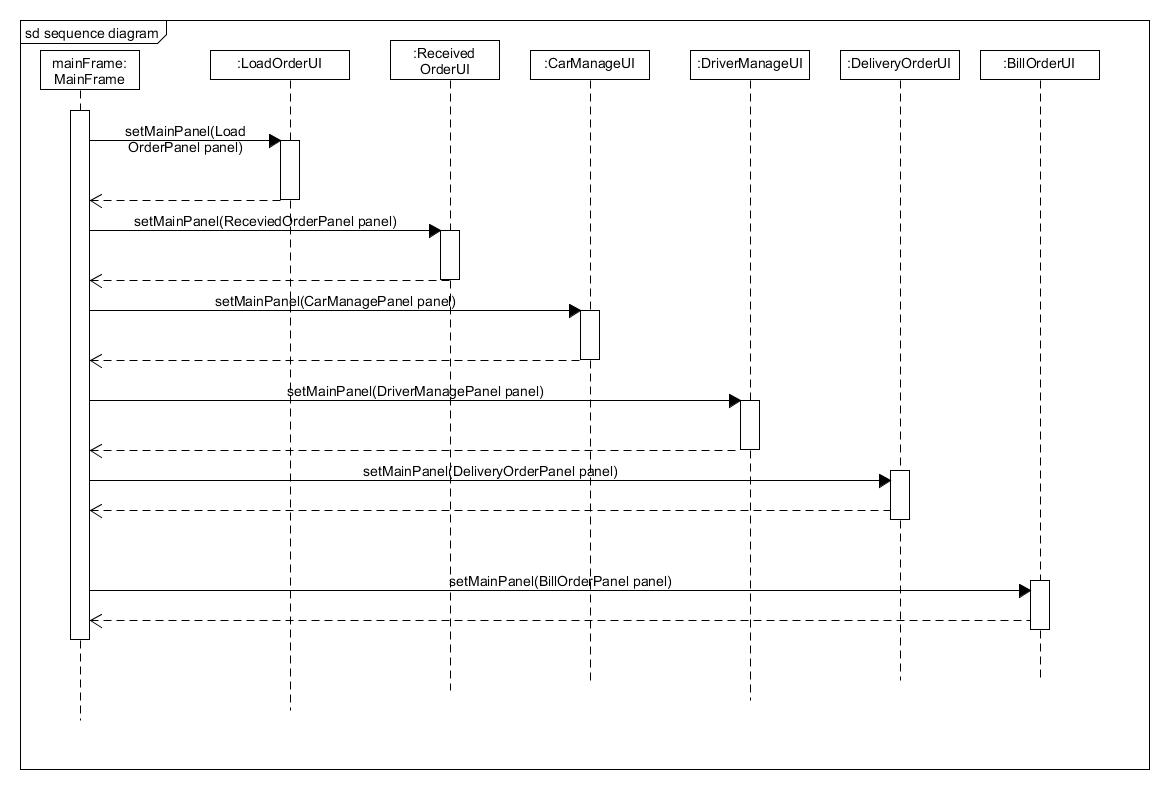 sd sequence diagram
mainFrame:
MainFrame
:LoadOrderUI
:Received
OrderUI
:CarManageUI
:DriverManageUI
:DeliveryOrderUI
:BillOrderUI
setMainPanel(Load
OrderPanel panel)
setMainPanel(ReceviedOrderPanel panel)
setMainPanel(CarManagePanel panel)
setMainPanel(DriverManagePanel panel)
setMainPanel(DeliveryOrderPanel panel)
setMainPanel(BillOrderPanel panel)